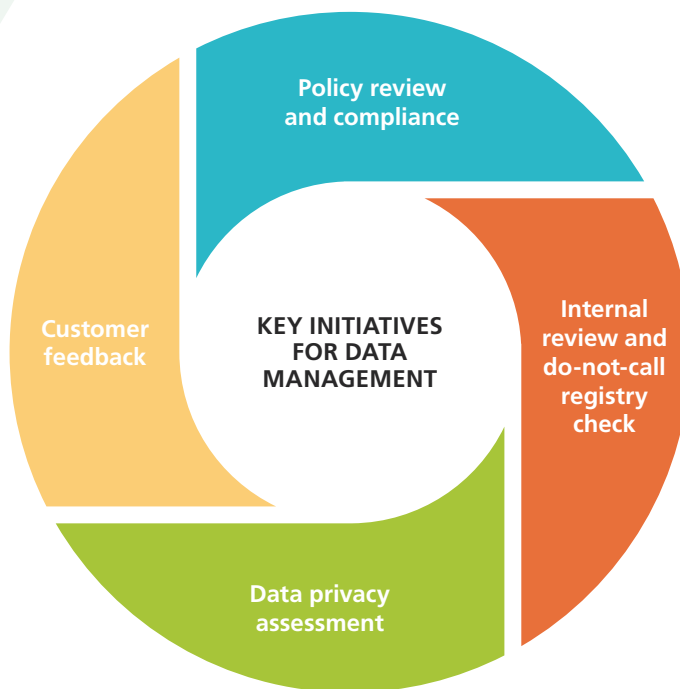 Policy review
and compliance
Internal
review and
do-not-call
registry
check
Data privacy
assessment
Customer
feedback
KEY INITIATIVES
FOR DATA
MANAGEMENT